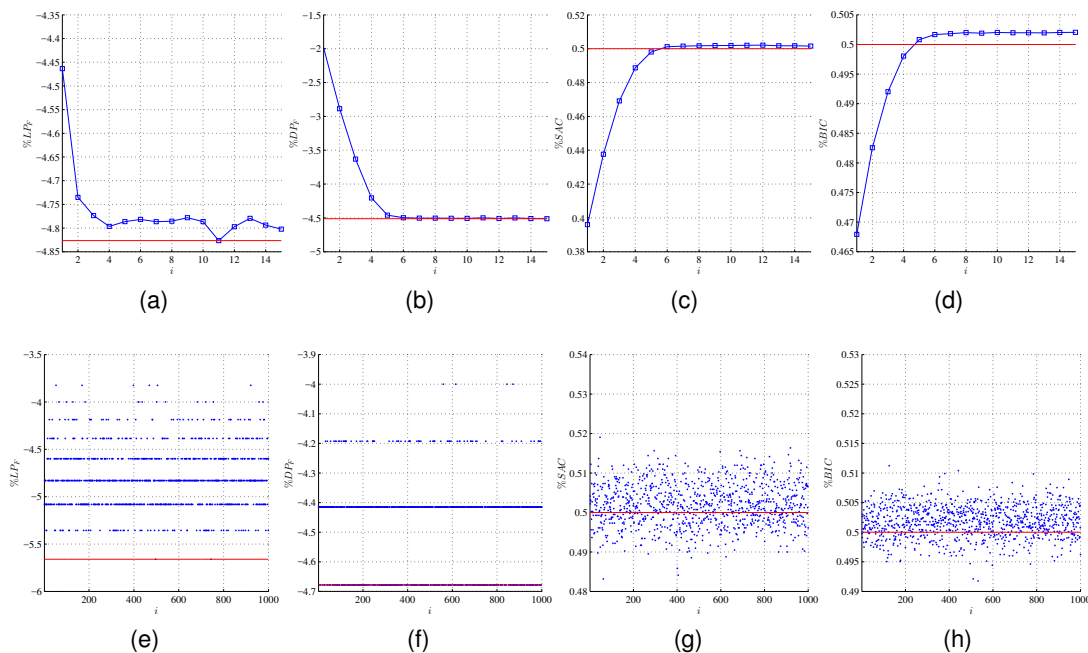 −4.35 −1.5 0.52 0.505
−4.4 −2 0.5 0.5
−4.45 0.495
−4.5 −2.5 0.48 0.49
−4.55 −3 0.46 0.485
−4.6
−4.65 −3.5 0.44 0.48
−4.7 −4 0.42 0.475
−4.75 −4.5 0.4 0.47
−4.8
−4.85 −5 0.38 0.465
%LP_F %DP_F %SAC %BIC
2 4 6 8 10 12 14 2 4 6 8 10 12 14 2 4 6 8 10 12 14 2 4 6 8 10 12 14
i i i i
(a) (b) (c) (d)
−3.5 −3.9 0.54 0.53
−4 −4 0.53 0.525
−4.1 0.52
−4.5 −4.2 0.52 0.515
−4.3 0.51 0.51
−5 −4.4 0.505
−4.5 0.5 0.5
−5.5 −4.6 0.49 0.495
−6 −4.7 0.48 0.49
%LP_F %DP_F %SAC %BIC
200 400 600 800 1000 200 400 600 800 1000 200 400 600 800 1000 200 400 600 800 1000
i i i i
(e) (f) (g) (h)